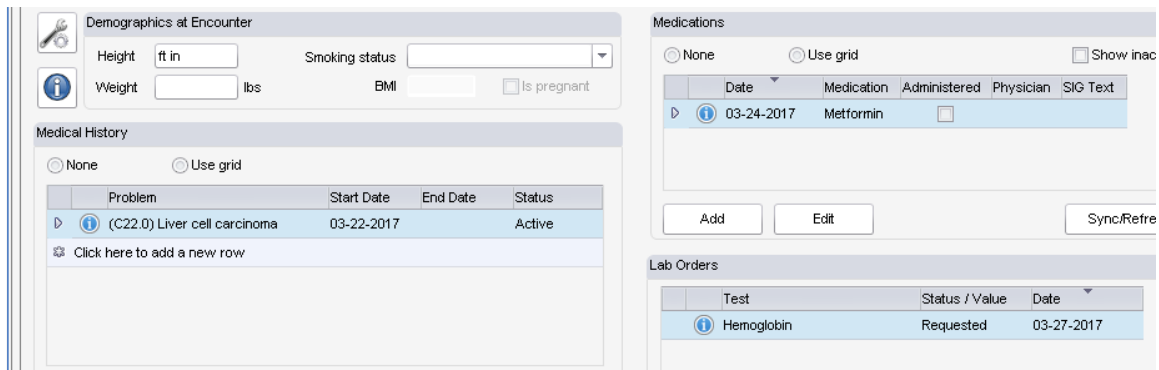 Demographics at Encounter
Height ft in Smoking status
Weight lbs BMI Is pregnant
Medical History
None Use grid
Problem Start Date End Date Status
(C22.0) Liver cell carcinoma 03-22-2017 Active
Click here to add a new row
Medications
None Use grid Show inac
Date Medication Administered Physician SIG Text
03-24-2017 Metformin
Add Edit Sync/Refre
Lab Orders
Test Status / Value Date
Hemoglobin Requested 03-27-2017